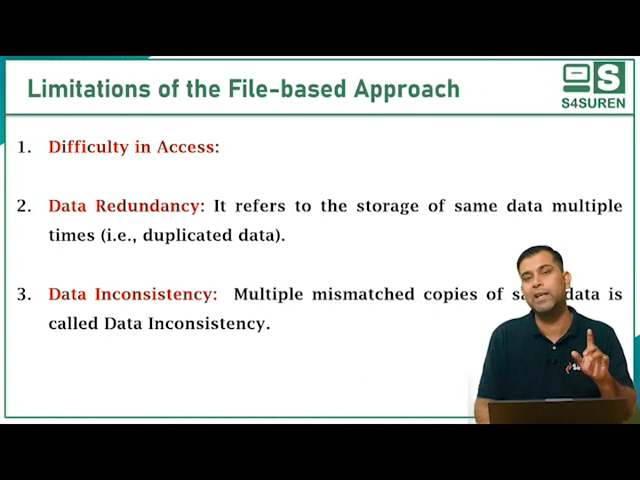 Limitations of the File-based Approach
S
S4SUREN
1. Difficulty in Access:
2. Data Redundancy: It refers to the storage of same data multiple
times (i.e., duplicated data).
3. Data Inconsistency: Multiple mismatched copies of data is
called Data Inconsistency.